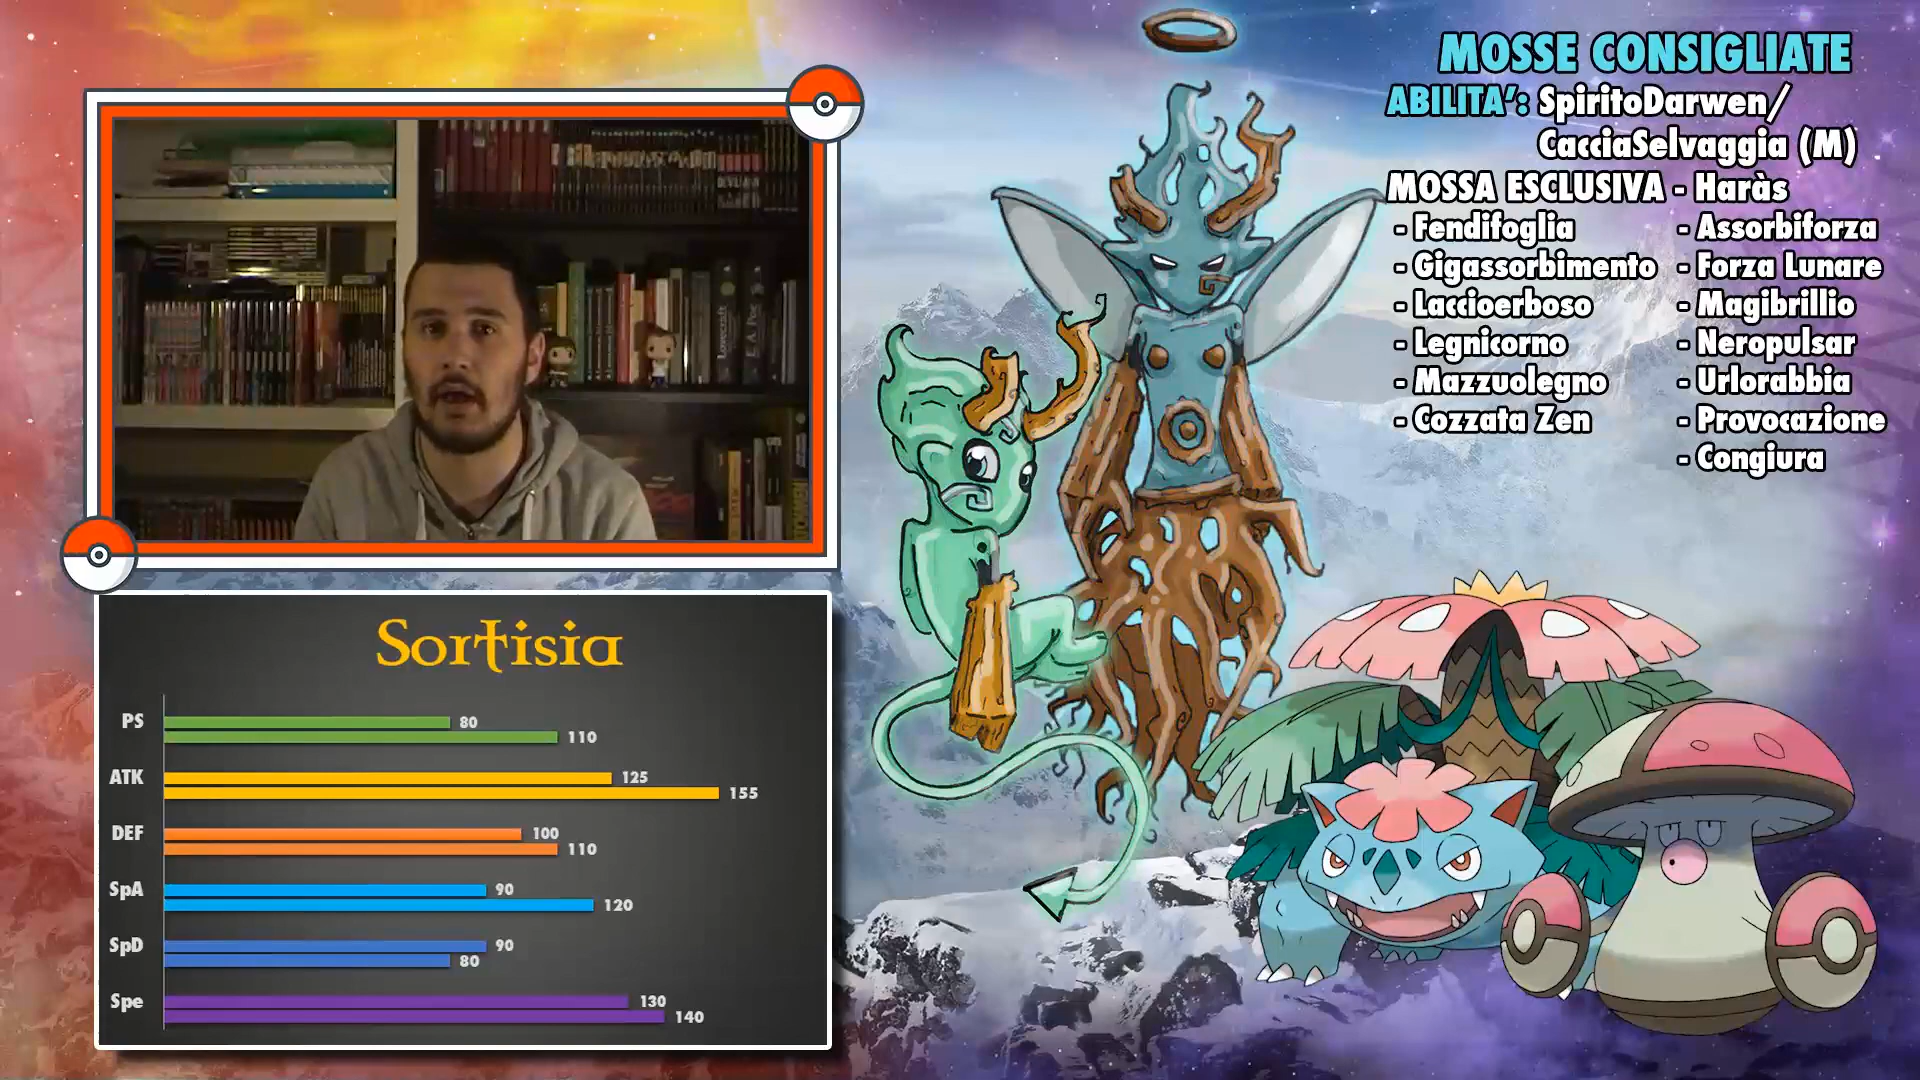 MOSSE CONSIGLIATE
ABILITA': SpiritoDarwen/
CacciaSelvaggia (M)
MOSSA ESCLUSIVA - Haràs
- Fendifoglia
- Gigassorbimento
- Laccioerboso
- Legnicorno
- Mazzuolegno
- Cozzata Zen
- Assorbiforza
- Forza Lunare
- Magibrillio
- Neropulsar
- Urlorabbia
- Provocazione
- Congiura
Lovecraft
E. A. Poe
Sortisia
PS 80
110
ATK 125
155
DEF 100
110
SpA 90
120
SpD 90
80
Spe 130
140